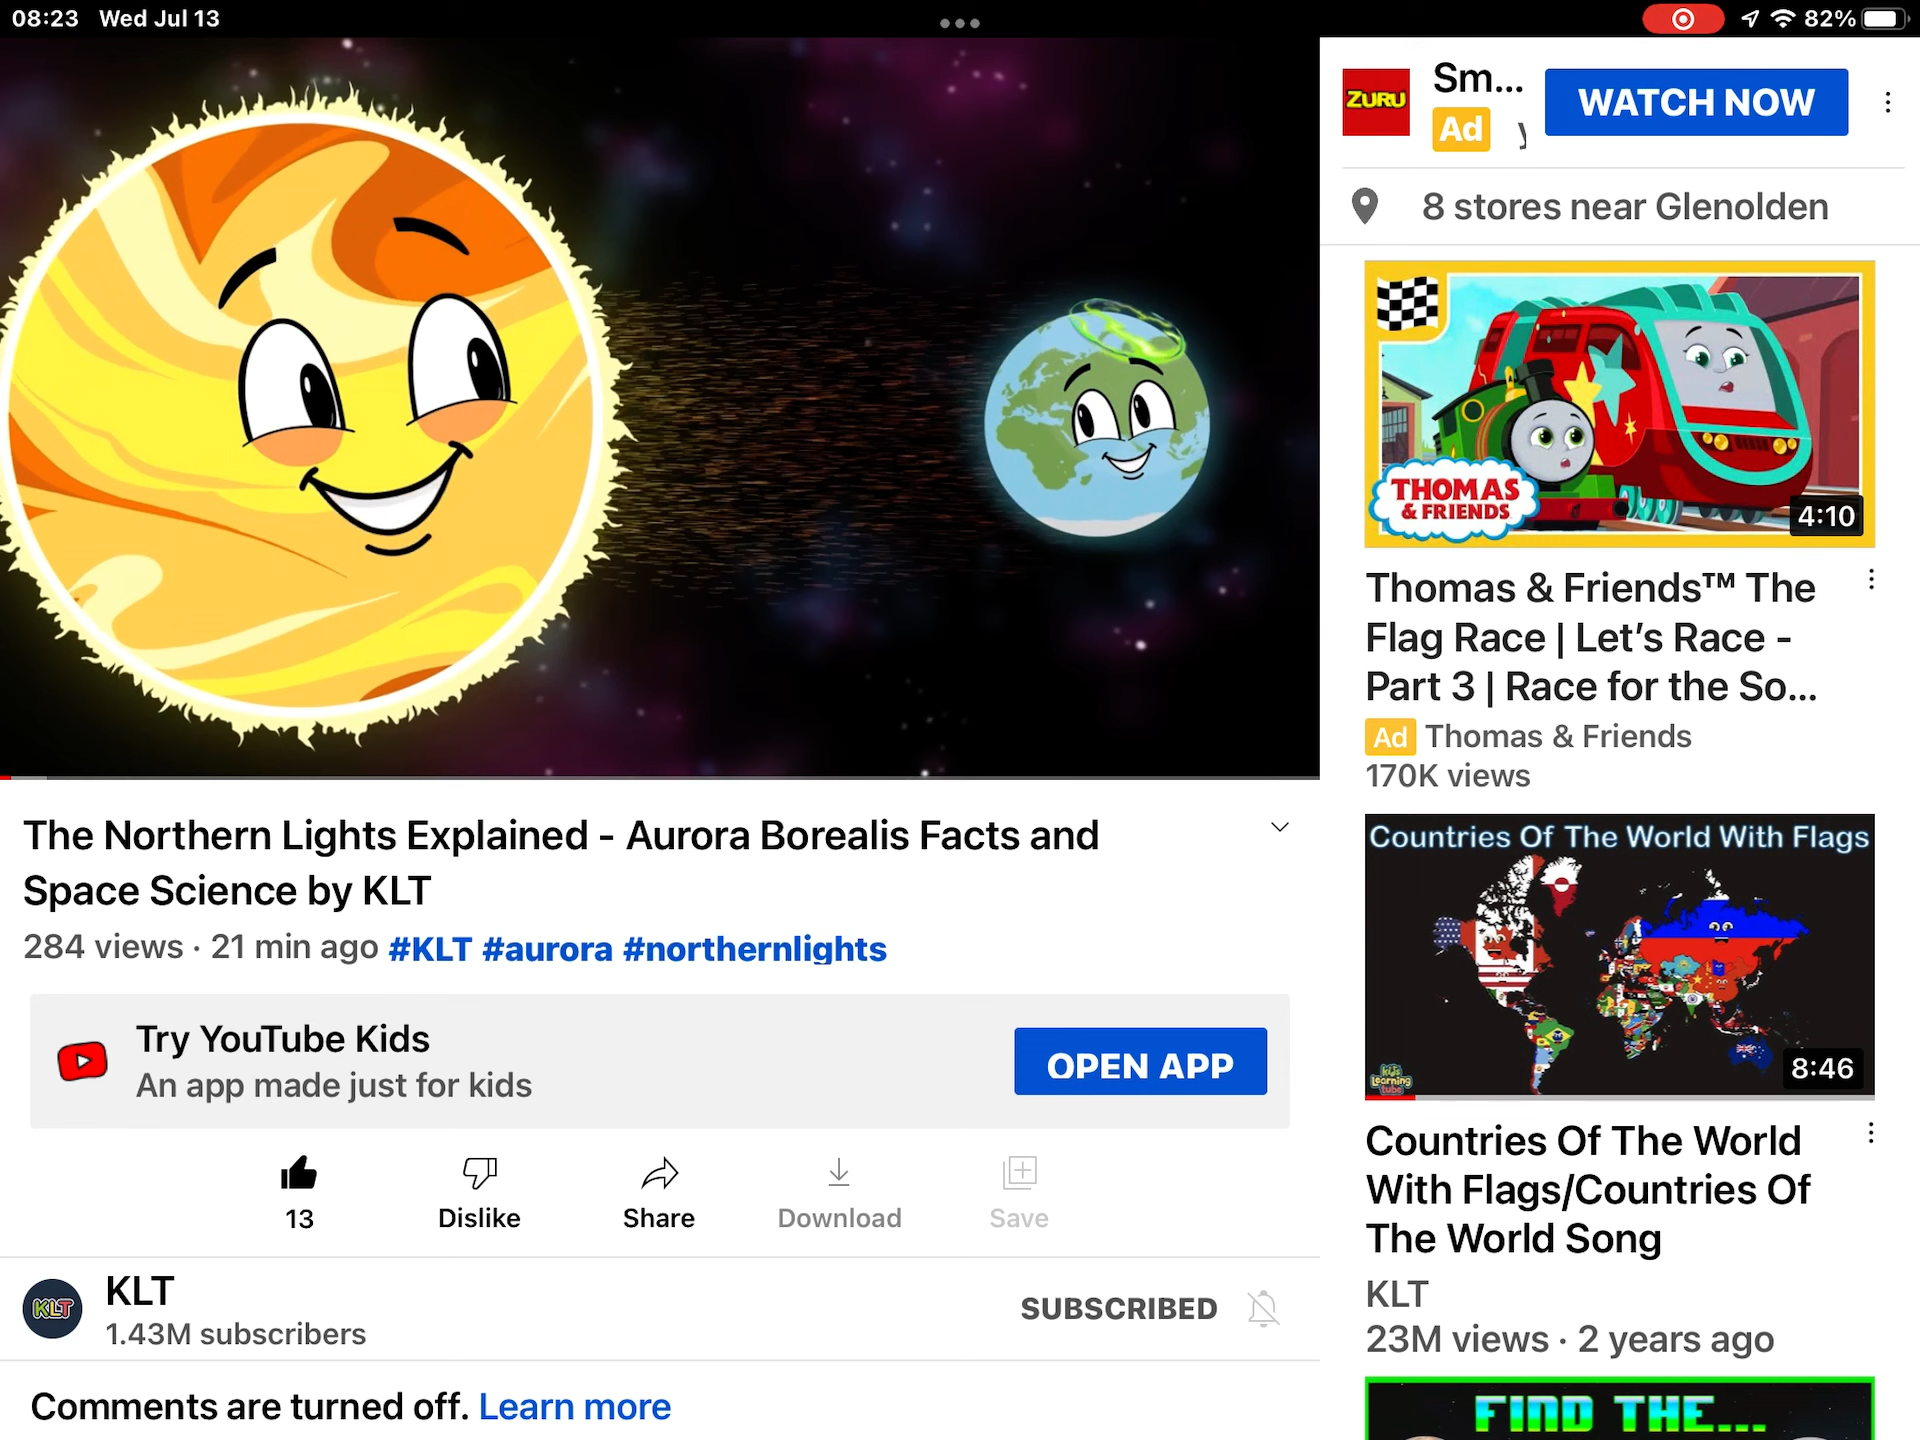 08:23 Wed Jul 13
82%
ZURU
Sm...
WATCH NOW
Ad
8 stores near Glenolden
THOMAS
& FRIENDS
4:10
Thomas & Friends™ The
Flag Race | Let's Race -
Part 3 | Race for the So...
Ad Thomas & Friends
170K views
Countries Of The World With Flags
Kids
Learning
tube
8:46
Countries Of The World
With Flags/Countries Of
The World Song
KLT
23M views · 2 years ago
FIND THE...
The Northern Lights Explained - Aurora Borealis Facts and
Space Science by KLT
284 views · 21 min ago #KLT #aurora #northernlights
Try YouTube Kids
An app made just for kids
OPEN APP
13
Dislike
Share
Download
Save
KLT
KLT
1.43M subscribers
SUBSCRIBED
Comments are turned off. Learn more